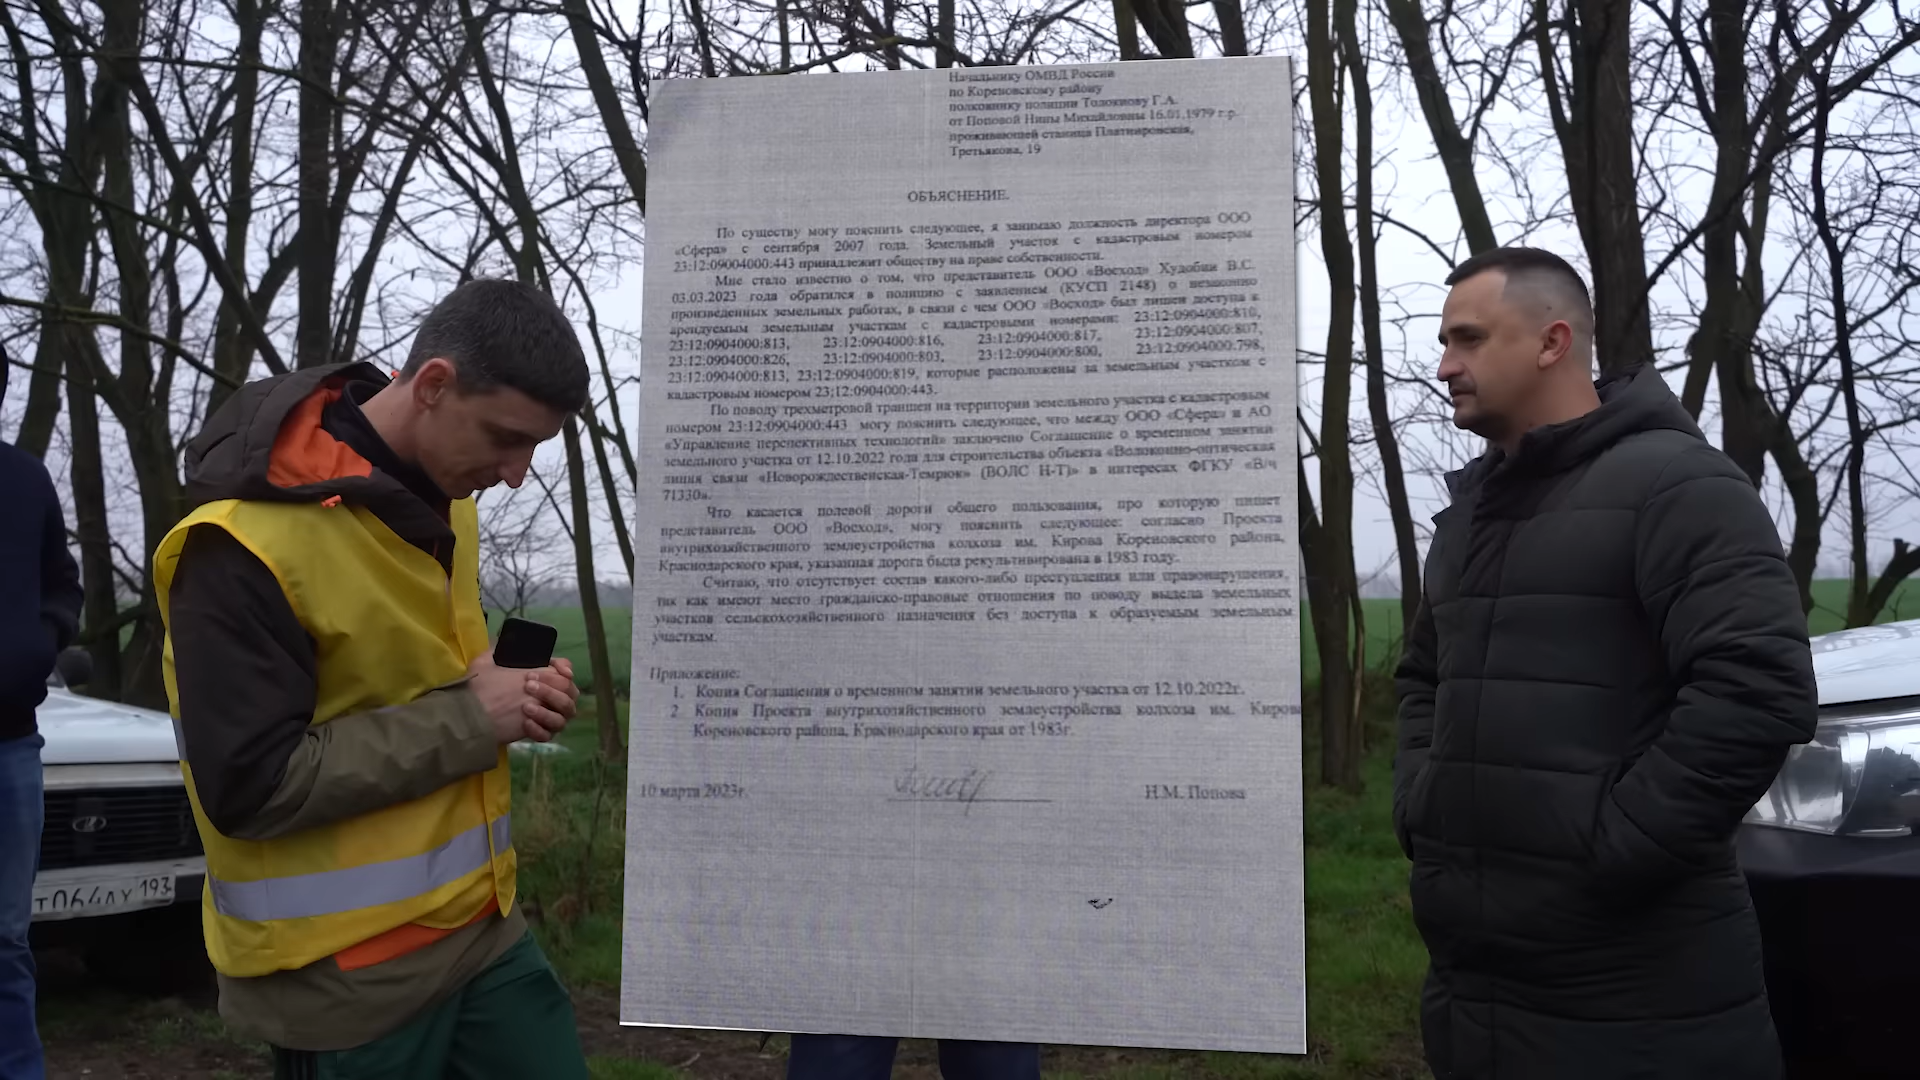 Начальнику ОМВД России
по Кореновскому району
полковнику полиции Толокнову Г.А.
от Поповой Нины Михайловны 16.01.1979 г.р.
проживающей станица Платнировская,
Третьякова, 19
ОБЪЯСНЕНИЕ.
По существу могу пояснить следующее, я занимаю должность директора ООО
«Сфера» с сентября 2007 года. Земельный участок с кадастровым номером
23:12:09004000:443 принадлежит обществу на праве собственности.
Мне стало известно о том, что представитель ООО «Восход» Худобин В.С.
03.03.2023 года обратился в полицию с заявлением (КУСП 2148) о незаконно
произведенных земельных работах, в связи с чем ООО «Восход» был лишен доступа к
арендуемым земельным участкам с кадастровыми номерами: 23:12:0904000:810,
23:12:0904000:813, 23:12:0904000:816, 23:12:0904000:817, 23:12:0904000:807,
23:12:0904000:826, 23:12:0904000:803, 23:12:0904000:800, 23:12:0904000:798,
23:12:0904000:813, 23:12:0904000:819, которые расположены за земельным участком с
кадастровым номером 23:12:0904000:443.
По поводу трехметровой траншеи на территории земельного участка с кадастровым
номером 23:12:0904000:443 могу пояснить следующее, что между ООО «Сфера» и АО
«Управление перспективных технологий» заключено Соглашение о временном занятии
земельного участка от 12.10.2022 года для строительства объекта «Волоконно-оптическая
линия связи «Новорождественская-Темрюк» (ВОЛС Н-Т)» в интересах ФГКУ «В/ч
71330».
Что касается полевой дороги общего пользования, про которую пишет
представитель ООО «Восход», могу пояснить следующее: согласно Проекта
внутрихозяйственного землеустройства колхоза им. Кирова Кореновского района,
Краснодарского края, указанная дорога была рекультивирована в 1983 году.
Считаю, что отсутствует состав какого-либо преступления или правонарушения,
так как имеют место гражданско-правовые отношения по поводу выдела земельных
участков сельскохозяйственного назначения без доступа к образуемым земельным
участкам.
Приложение:
1. Копия Соглашения о временном занятии земельного участка от 12.10.2022г.
2. Копия Проекта внутрихозяйственного землеустройства колхоза им. Кирова
Кореновского района, Краснодарского края от 1983г.
10 марта 2023г. Н.М. Попова
Т064АУ 193